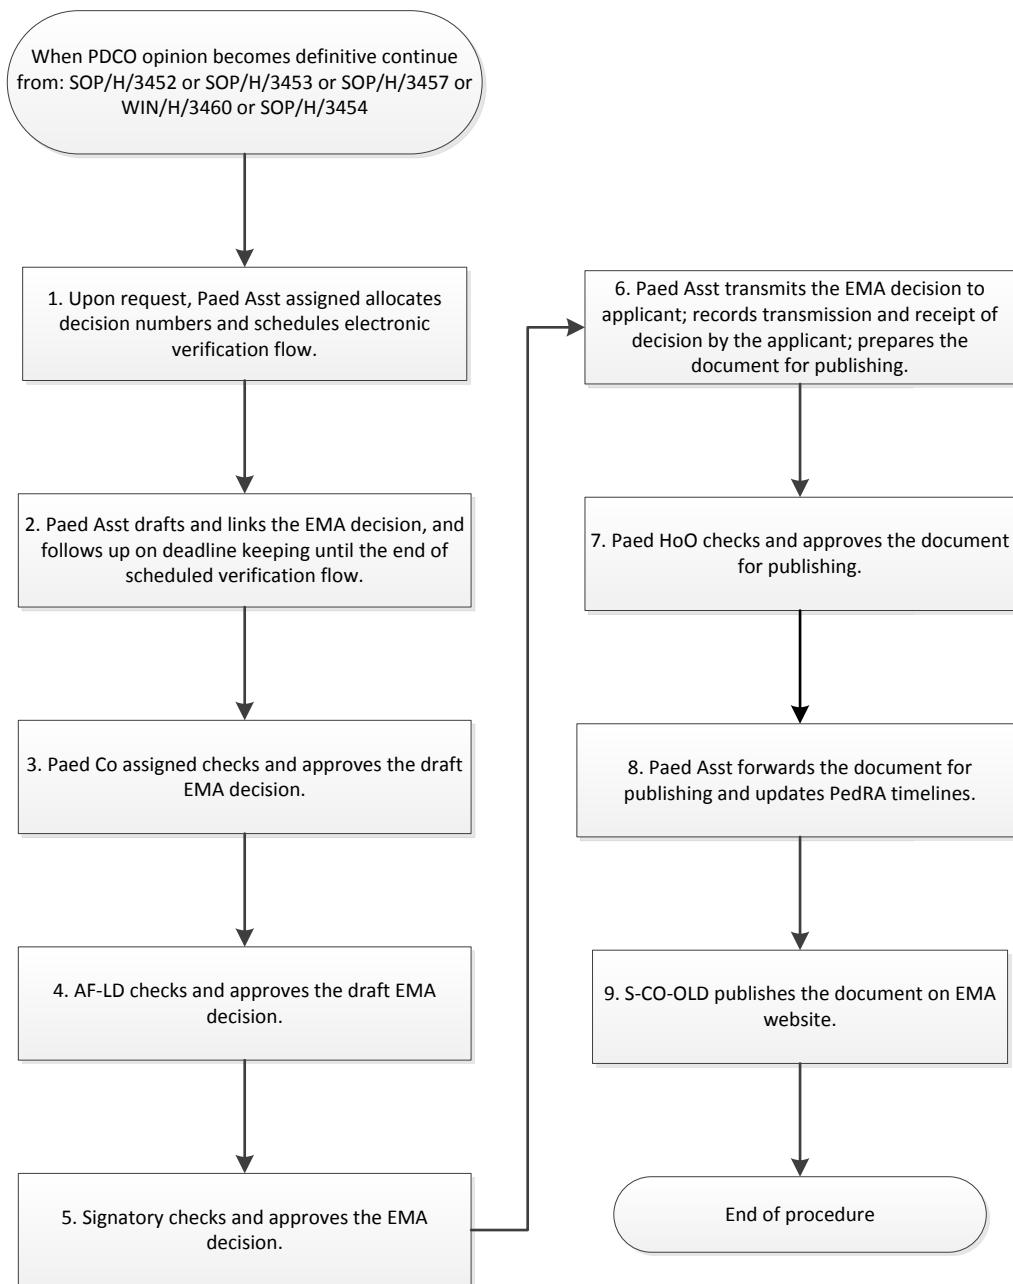 When PDCO opinion becomes definitive continue
from: SOP/H/3452 or SOP/H/3453 or SOP/H/3457 or
WIN/H/3460 or SOP/H/3454
1. Upon request, Paed Asst assigned allocates
decision numbers and schedules electronic
verification flow.
2. Paed Asst drafts and links the EMA decision, and
follows up on deadline keeping until the end of
scheduled verification flow.
3. Paed Co assigned checks and approves the draft
EMA decision.
4. AF-LD checks and approves the draft EMA
decision.
5. Signatory checks and approves the EMA
decision.
6. Paed Asst transmits the EMA decision to
applicant; records transmission and receipt of
decision by the applicant; prepares the
document for publishing.
7. Paed HoO checks and approves the document
for publishing.
8. Paed Asst forwards the document for
publishing and updates PedRA timelines.
9. S-CO-OLD publishes the document on EMA
website.
End of procedure